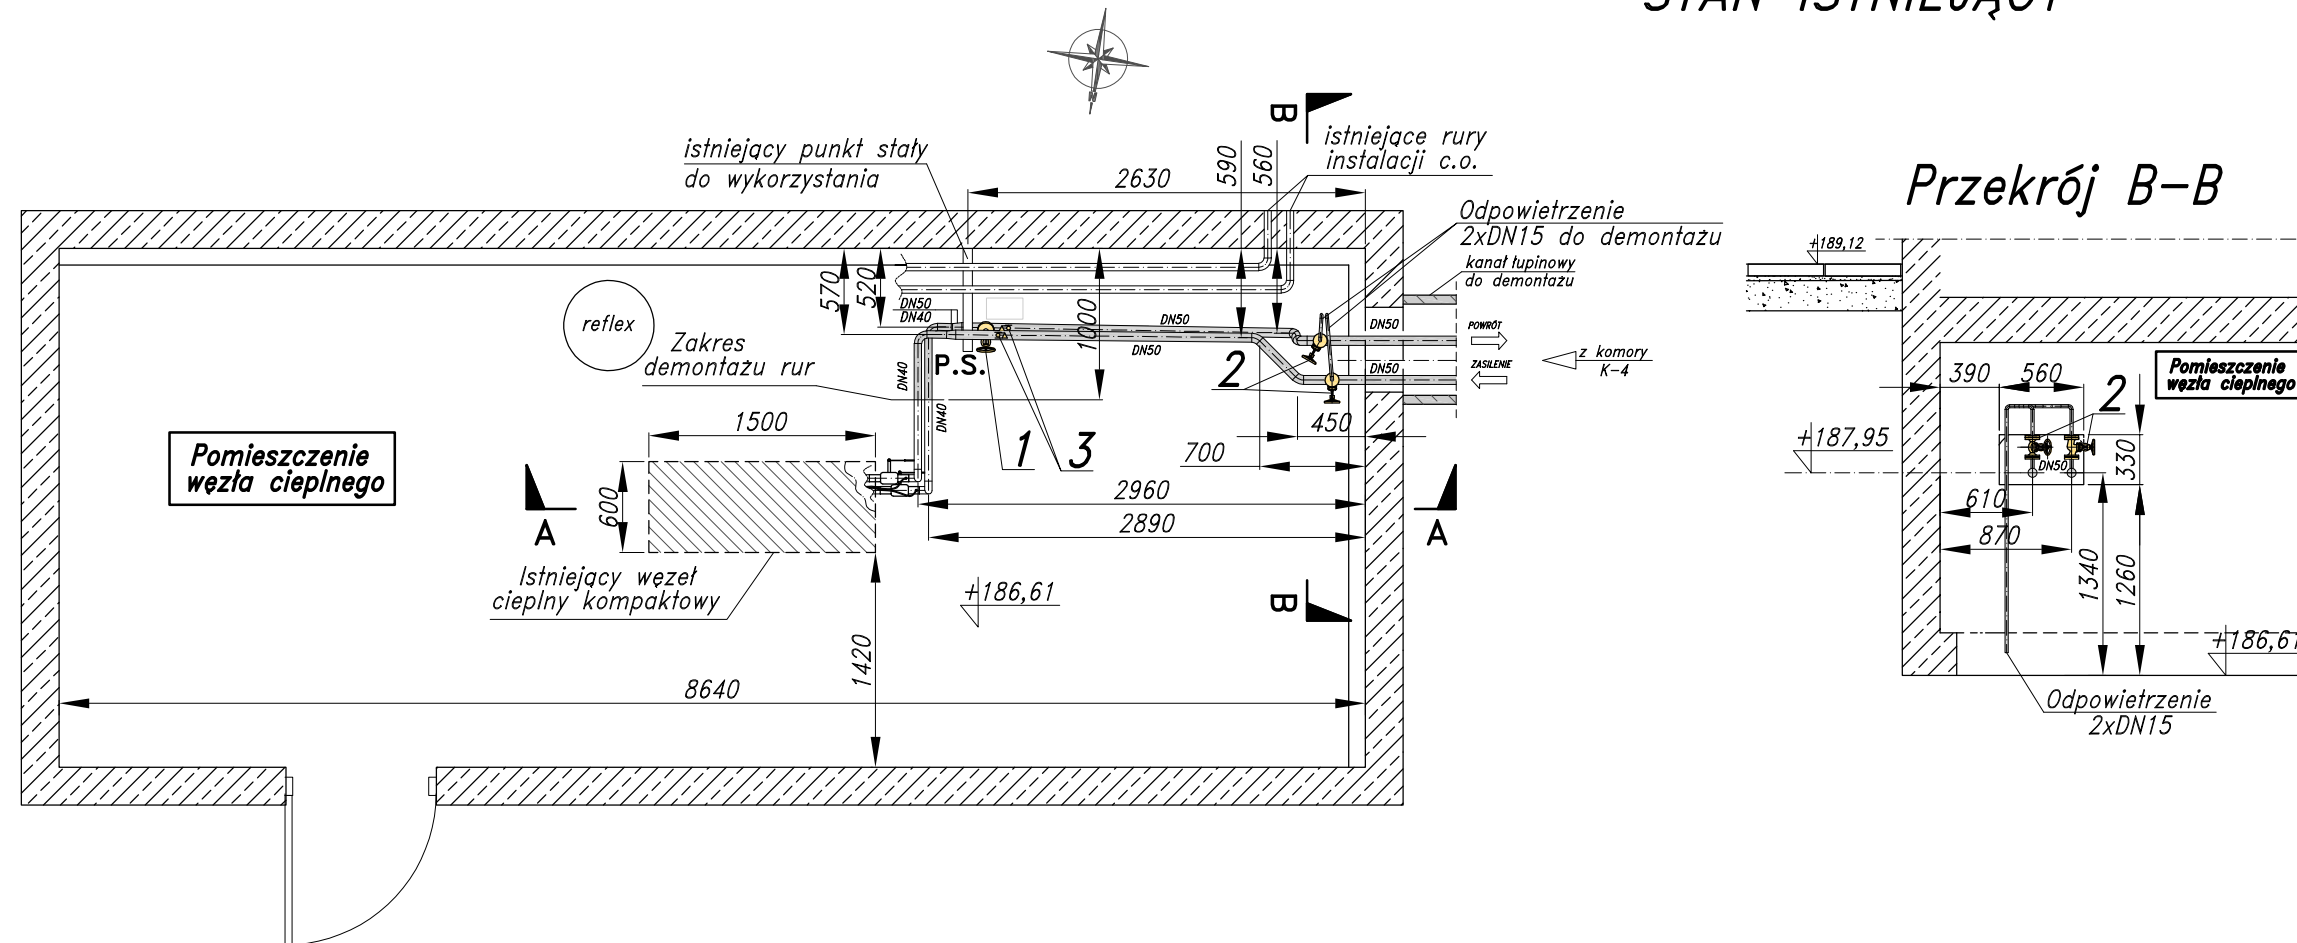 STAN ISTNIEJĄCY
N
B
istniejący punkt stały
do wykorzystania
2630
590
560
istniejące rury
instalacji c.o.
Odpowietrzenie
2xDN15 do demontażu
kanał łupinowy
do demontażu
570
520
1000
DN50
DN40
reflex
Zakres
demontażu rur
P.S.
DN50
DN50
DN50
DN50
POWRÓT
ZASILENIE
z komory
K-4
DN40
DN40
2
1
3
450
700
1500
600
Pomieszczenie
węzła cieplnego
A
A
2960
2890
Istniejący węzeł
cieplny kompaktowy
+186,61
B
1420
8640
Przekrój B-B
+189,12
Pomieszczenie
węzła cieplnego
390
560
2
+187,95
DN50
330
610
870
1340
1260
+186,61
Odpowietrzenie
2xDN15